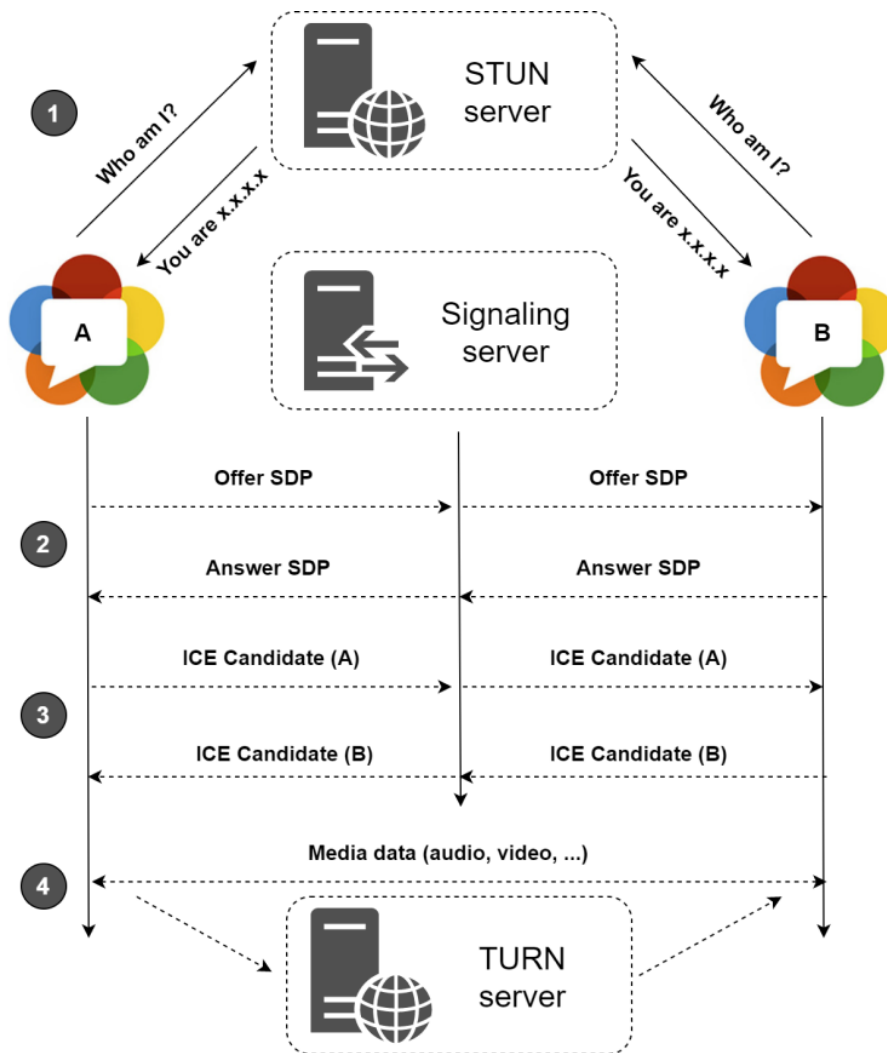 STUN
server
1
Who am I?
Who am I?
You are x.x.x.x
You are x.x.x.x
A
Signaling
server
B
Offer SDP
Offer SDP
2
Answer SDP
Answer SDP
ICE Candidate (A)
ICE Candidate (A)
3
ICE Candidate (B)
ICE Candidate (B)
Media data (audio, video, ...)
4
TURN
server